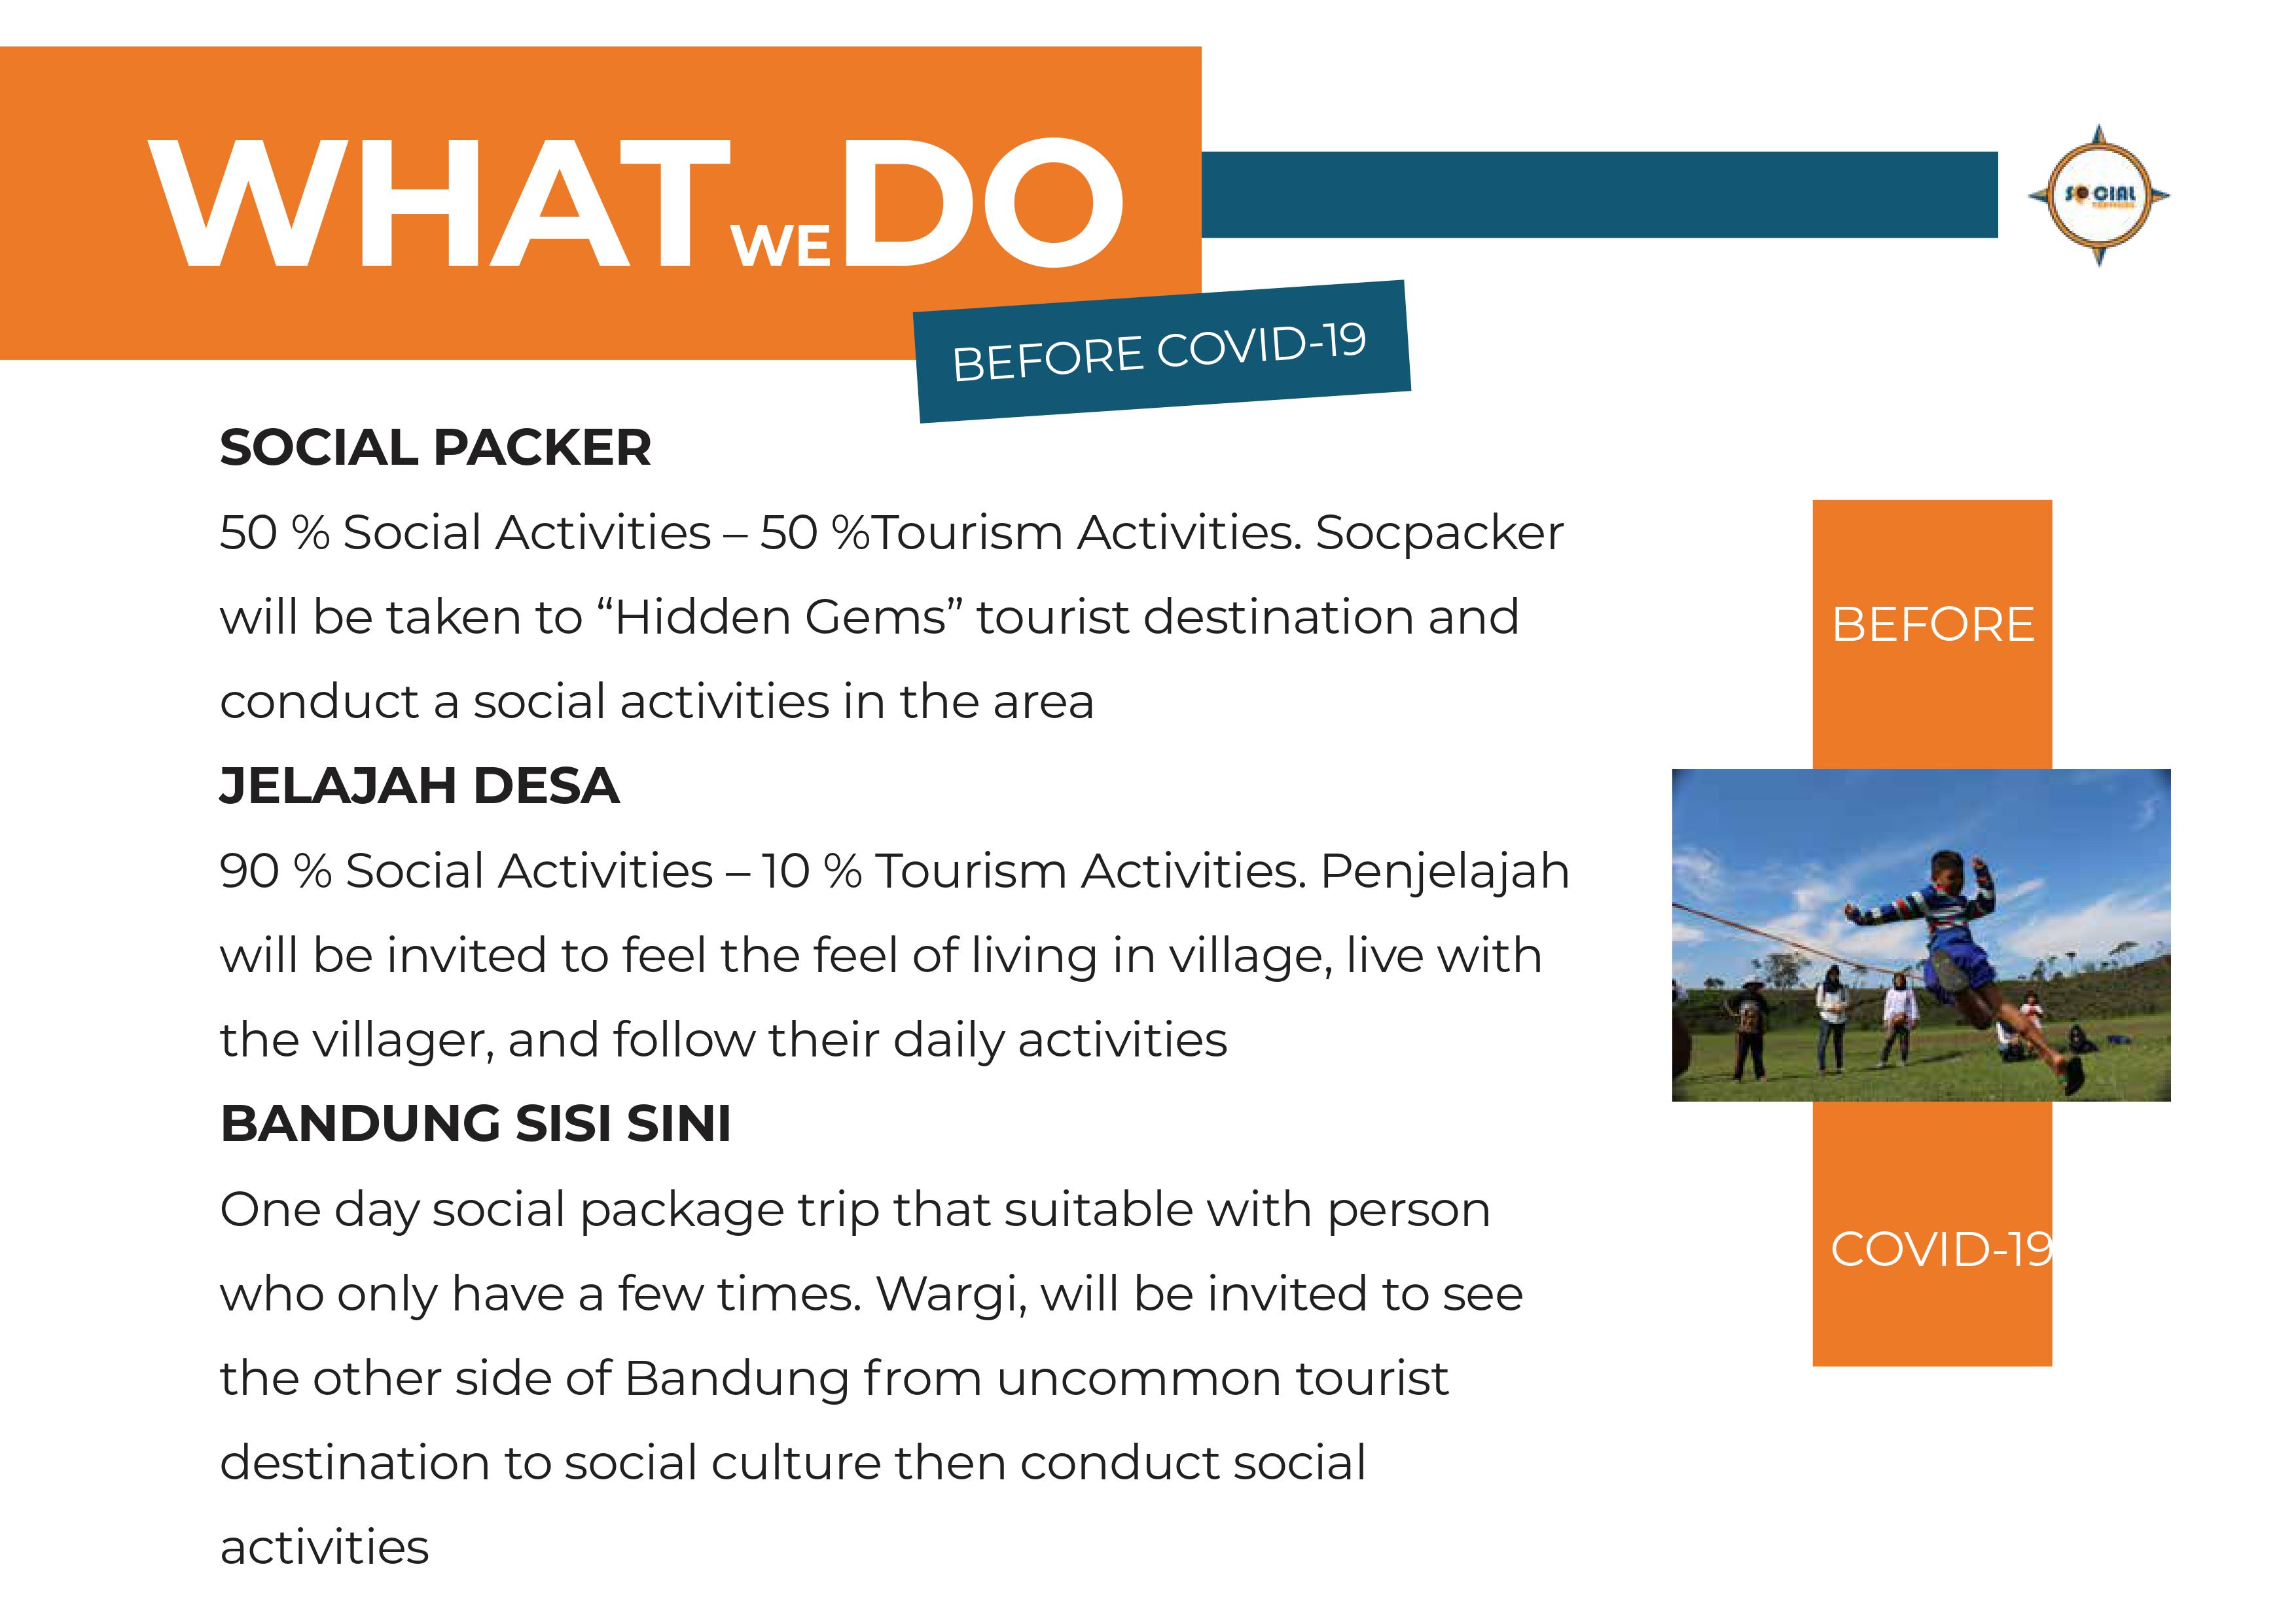 WHAT WE DO
SOCIAL
BEFORE COVID-19
SOCIAL PACKER
50 % Social Activities – 50 %Tourism Activities. Socpacker
will be taken to “Hidden Gems” tourist destination and
conduct a social activities in the area
JELAJAH DESA
90 % Social Activities – 10 % Tourism Activities. Penjelajah
will be invited to feel the feel of living in village, live with
the villager, and follow their daily activities
BANDUNG SISI SINI
One day social package trip that suitable with person
who only have a few times. Wargi, will be invited to see
the other side of Bandung from uncommon tourist
destination to social culture then conduct social
activities
BEFORE
COVID-19